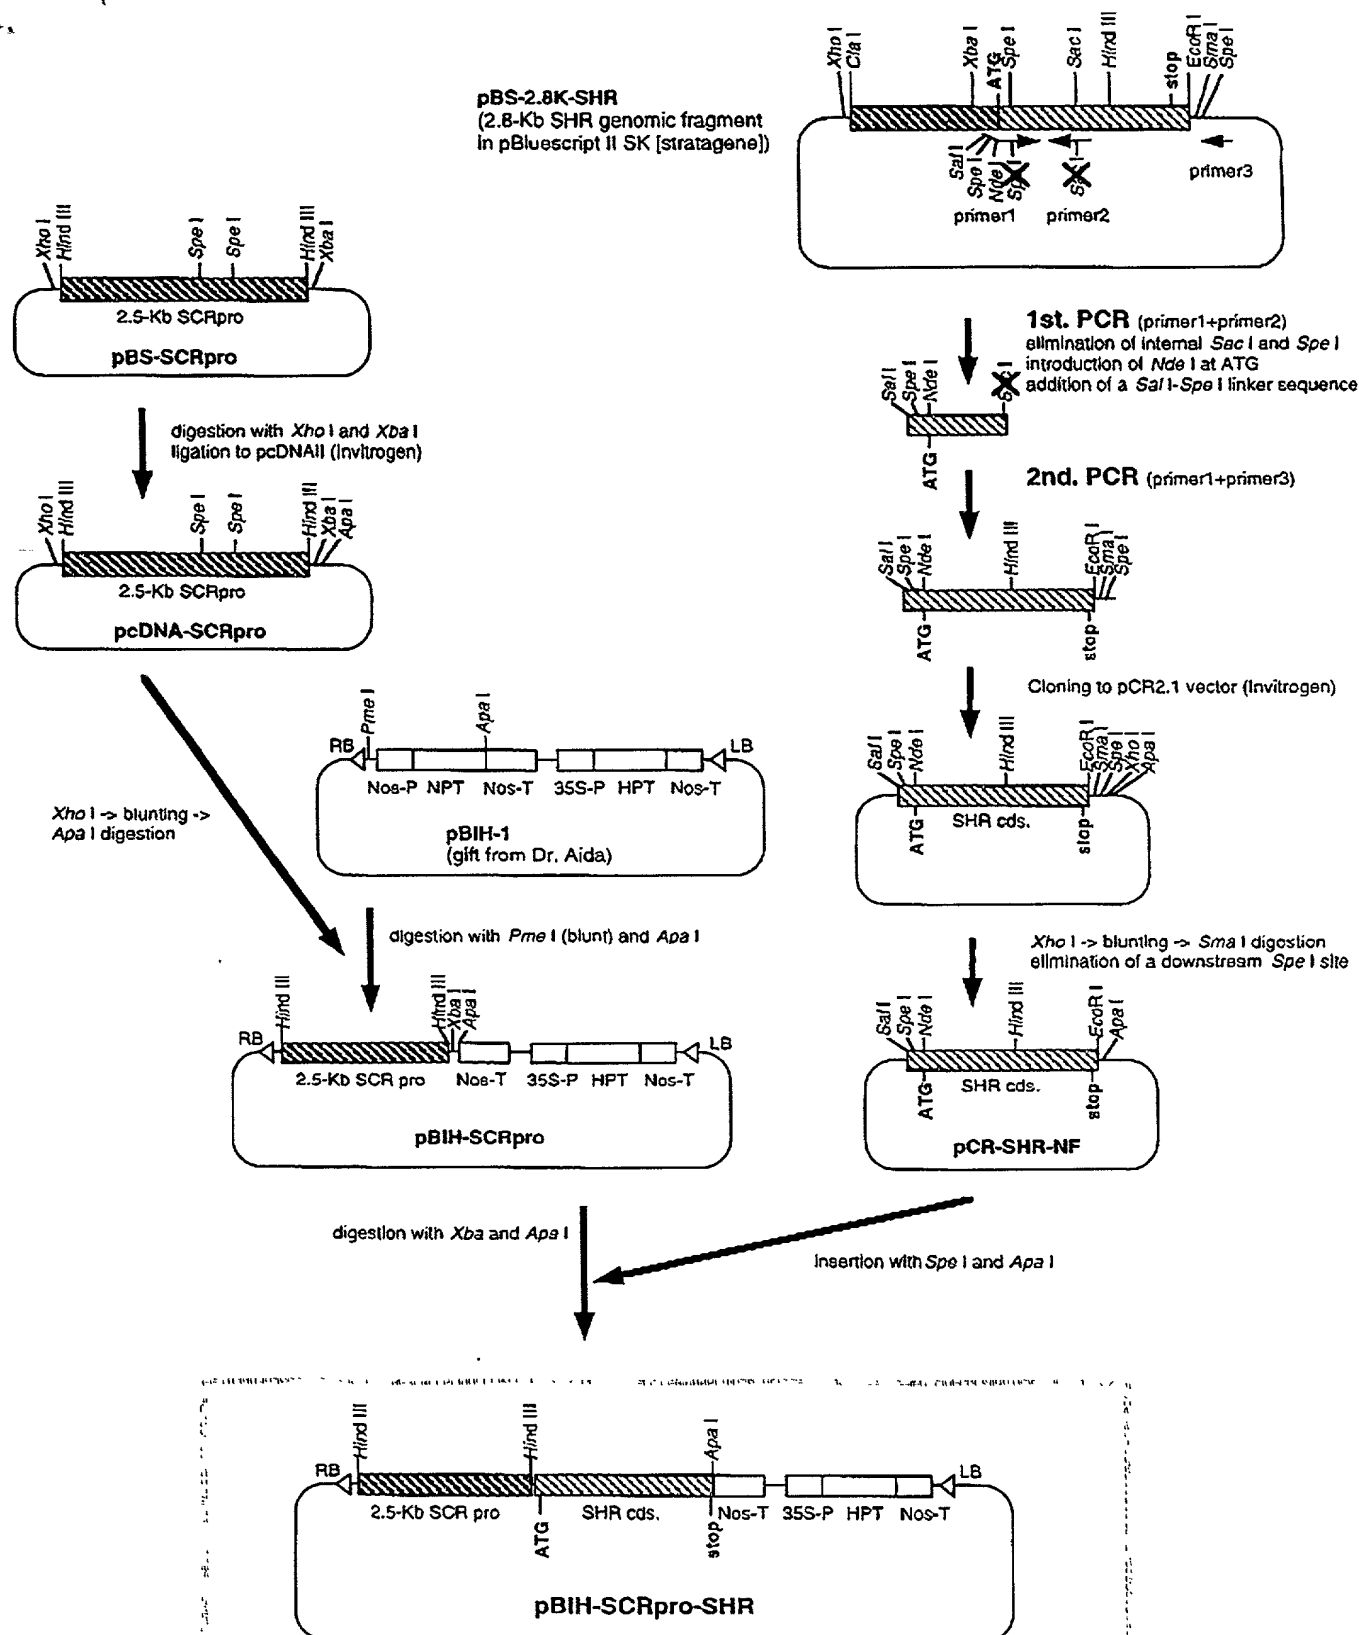 Xho I
Cla I
Xba I
ATG
Spe I
Sac I
Hind III
stop
EcoR I
Sma I
Spe I
pBS-2.8K-SHR
(2.8-Kb SHR genomic fragment
in pBluescript II SK [stratagene])
Sal I
Spe I
Nde I
Spe I
Sac I
primer1
primer2
primer3
Xho I
Hind III
Spe I
Spe I
Hind III
Xba I
2.5-Kb SCRpro
pBS-SCRpro
1st. PCR (primer1+primer2)
elimination of internal Sac I and Spe I
introduction of Nde I at ATG
addition of a Sal I-Spe I linker sequence
Sal I
Spe I
Nde I
Sac I
ATG
digestion with Xho I and Xba I
ligation to pcDNAII (Invitrogen)
2nd. PCR (primer1+primer3)
Xho I
Hind III
Spe I
Spe I
Hind III
Xba I
Apa I
2.5-Kb SCRpro
pcDNA-SCRpro
Sal I
Spe I
Nde I
Hind III
EcoR I
Sma I
Spe I
ATG
stop
Cloning to pCR2.1 vector (Invitrogen)
Pme I
Apa I
RB
LB
Nos-P NPT Nos-T 35S-P HPT Nos-T
pBIH-1
(gift from Dr. Aida)
Sal I
Spe I
Nde I
Hind III
EcoR I
Sma I
Spe I
Xho I
Apa I
SHR cds.
ATG
stop
Xho I -> blunting ->
Apa I digestion
digestion with Pme I (blunt) and Apa I
Xho I -> blunting -> Sma I digestion
elimination of a downstream Spe I site
Hind III
Hind III
Xba I
Apa I
RB
LB
2.5-Kb SCR pro Nos-T 35S-P HPT Nos-T
pBIH-SCRpro
Sal I
Spe I
Nde I
Hind III
EcoR I
Apa I
SHR cds.
ATG
stop
pCR-SHR-NF
digestion with Xba and Apa I
insertion with Spe I and Apa I
Hind III
Hind III
Apa I
RB
LB
2.5-Kb SCR pro SHR cds. Nos-T 35S-P HPT Nos-T
ATG
stop
pBIH-SCRpro-SHR